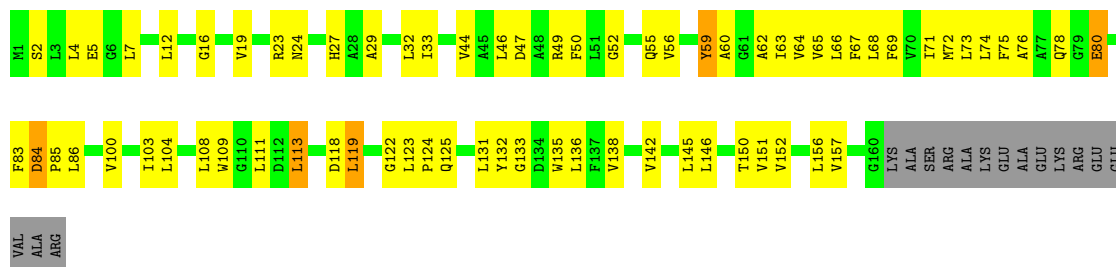 M1 S2 L3 L4 E5 G6 L7 L12 G16 V19 R23 N24 H27 A28 A29 L32 I33 V44 A45 L46 D47 A48 R49 F50 L51 G52 Q55 V56 Y59 A60 G61 A62 I63 V64 V65 L66 F67 L68 F69 V70 I71 M72 L73 L74 F75 A76 A77 Q78 G79 E80
F83 D84 P85 L86 V100 I103 L104 L108 W109 G110 L111 D112 L113 D118 L119 G122 L123 P124 Q125 L131 Y132 G133 D134 W135 L136 F137 V138 V142 L145 L146 T150 V151 V152 L156 V157 G160 LYS ALA SER ARG ALA LYS GLU ALA GLU LYS ARG GLU
VAL ALA ARG